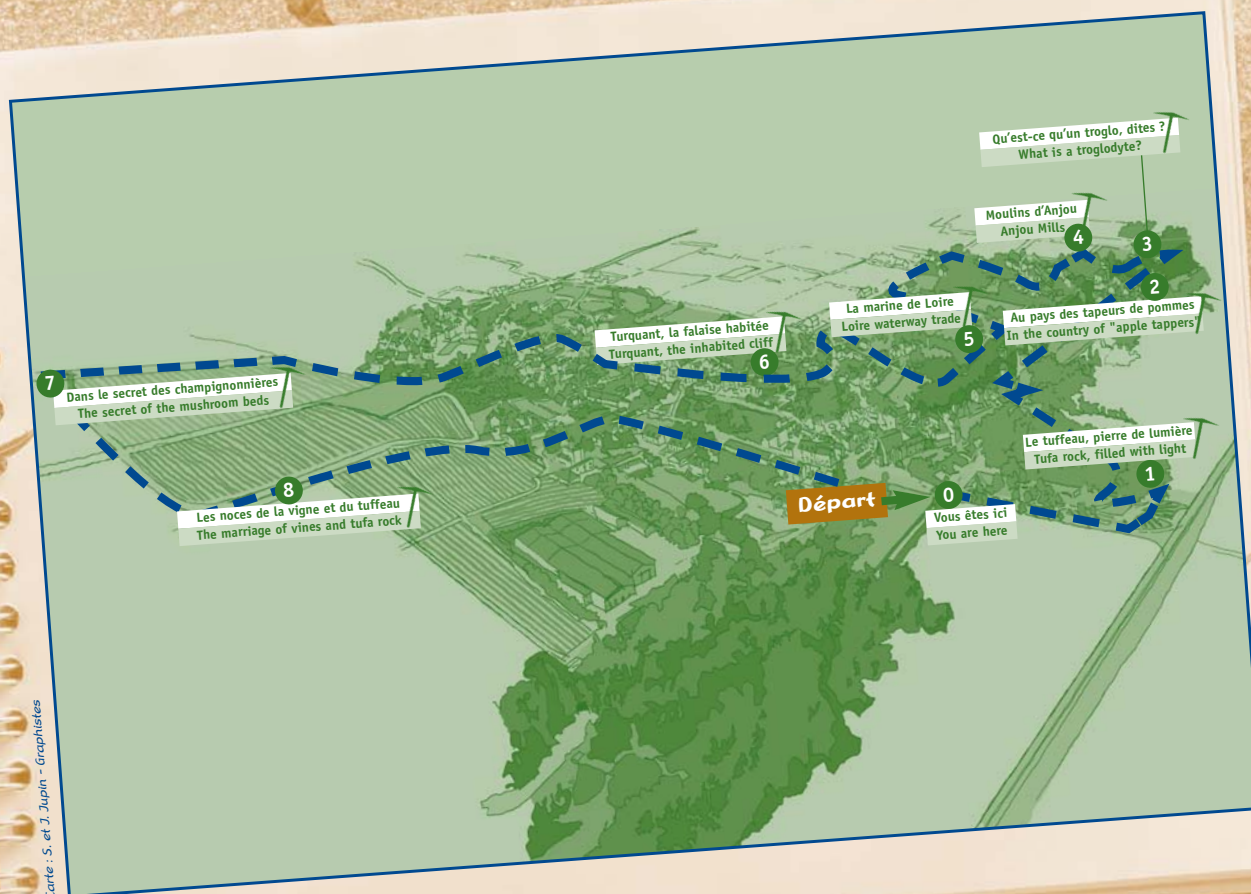 Qu'est-ce qu'un troglo, dites ?
What is a troglodyte?
Moulins d'Anjou
Anjou Mills
4
3
2
La marine de Loire
Loire waterway trade
5
Au pays des tapeurs de pommes
In the country of "apple tappers"
Turquant, la falaise habitée
Turquant, the inhabited cliff
6
7
Dans le secret des champignonnières
The secret of the mushroom beds
Le tuffeau, pierre de lumière
Tufa rock, filled with light
1
8
Les noces de la vigne et du tuffeau
The marriage of vines and tufa rock
Départ
0
Vous êtes ici
You are here
arte : S. et J. Jupin - Graphistes